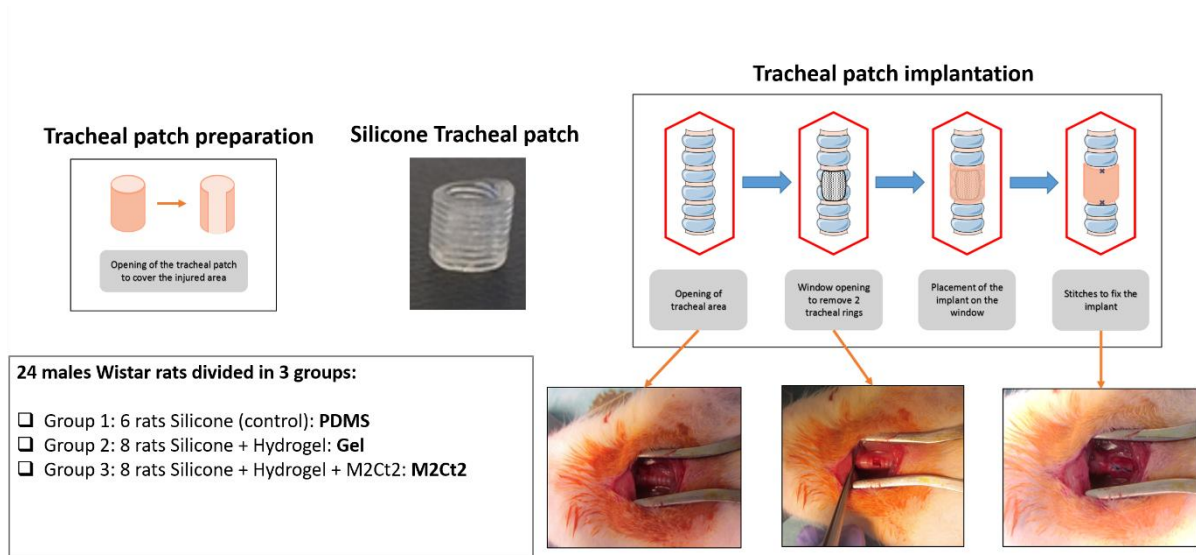 Tracheal patch implantation
Tracheal patch preparation
Silicone Tracheal patch
Opening of the tracheal patch
to cover the injured area
Opening of
tracheal area
Window opening
to remove 2
tracheal rings
Placement of the
implant on the
window
Stitches to fix the
implant
24 males Wistar rats divided in 3 groups:
Group 1: 6 rats Silicone (control): PDMS
Group 2: 8 rats Silicone + Hydrogel: Gel
Group 3: 8 rats Silicone + Hydrogel + M2Ct2: M2Ct2